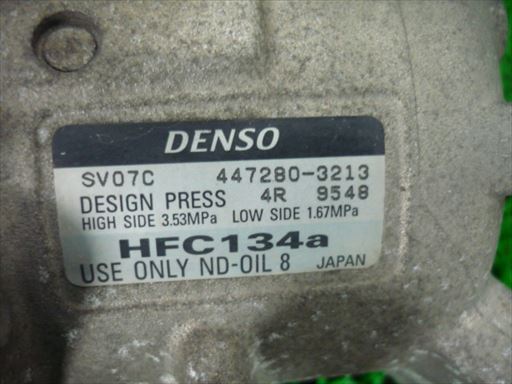 DENSO
SV07C 447280-3213
DESIGN PRESS 4R 9548
HIGH SIDE 3.53MPa LOW SIDE 1.67MPa
HFC134a
USE ONLY ND-OIL 8 JAPAN